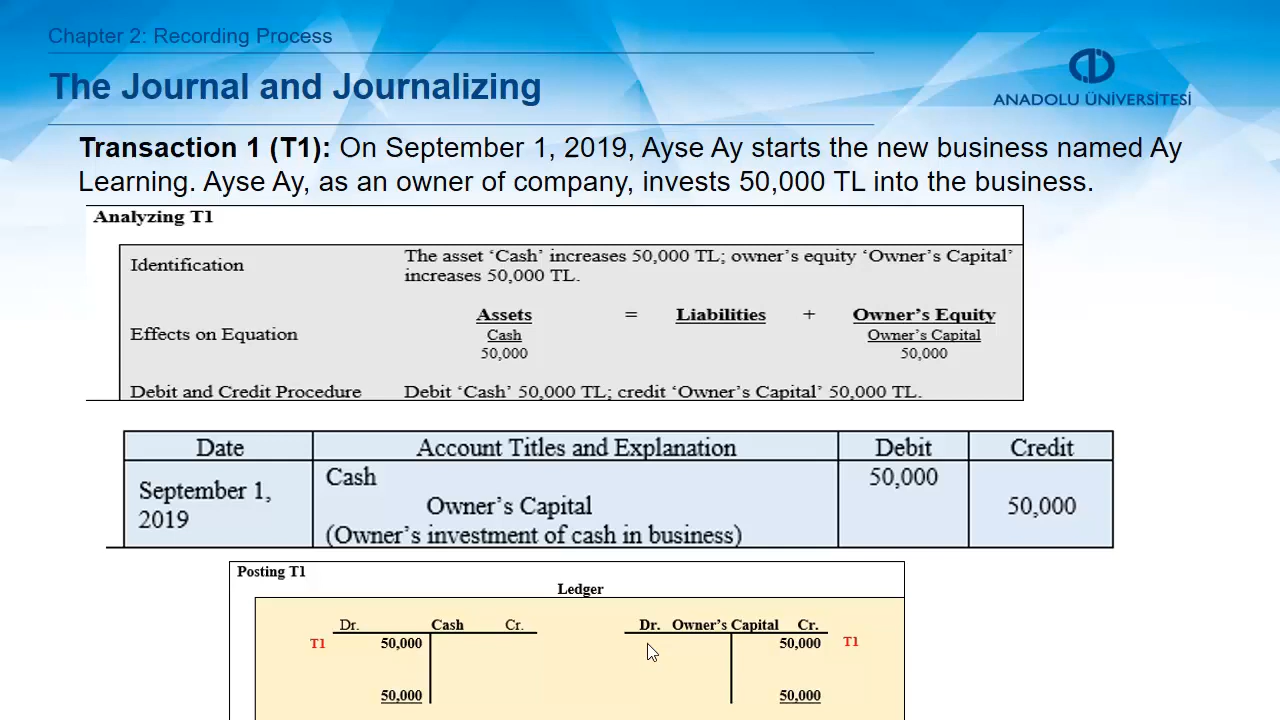 Chapter 2: Recording Process
The Journal and Journalizing
ANADOLU ÜNİVERSİTESİ
Transaction 1 (T1): On September 1, 2019, Ayse Ay starts the new business named Ay
Learning. Ayse Ay, as an owner of company, invests 50,000 TL into the business.
Analyzing T1
Identification
The asset ‘Cash’ increases 50,000 TL; owner’s equity ‘Owner’s Capital’
increases 50,000 TL.
Effects on Equation
Assets = Liabilities + Owner’s Equity
Cash Owner’s Capital
50,000 50,000
Debit and Credit Procedure Debit ‘Cash’ 50,000 TL; credit ‘Owner’s Capital’ 50,000 TL.
Date Account Titles and Explanation Debit Credit
September 1,
2019
Cash 50,000
Owner’s Capital 50,000
(Owner’s investment of cash in business)
Posting T1
Ledger
Dr. Cash Cr. Dr. Owner’s Capital Cr.
T1 50,000 50,000 T1
50,000 50,000